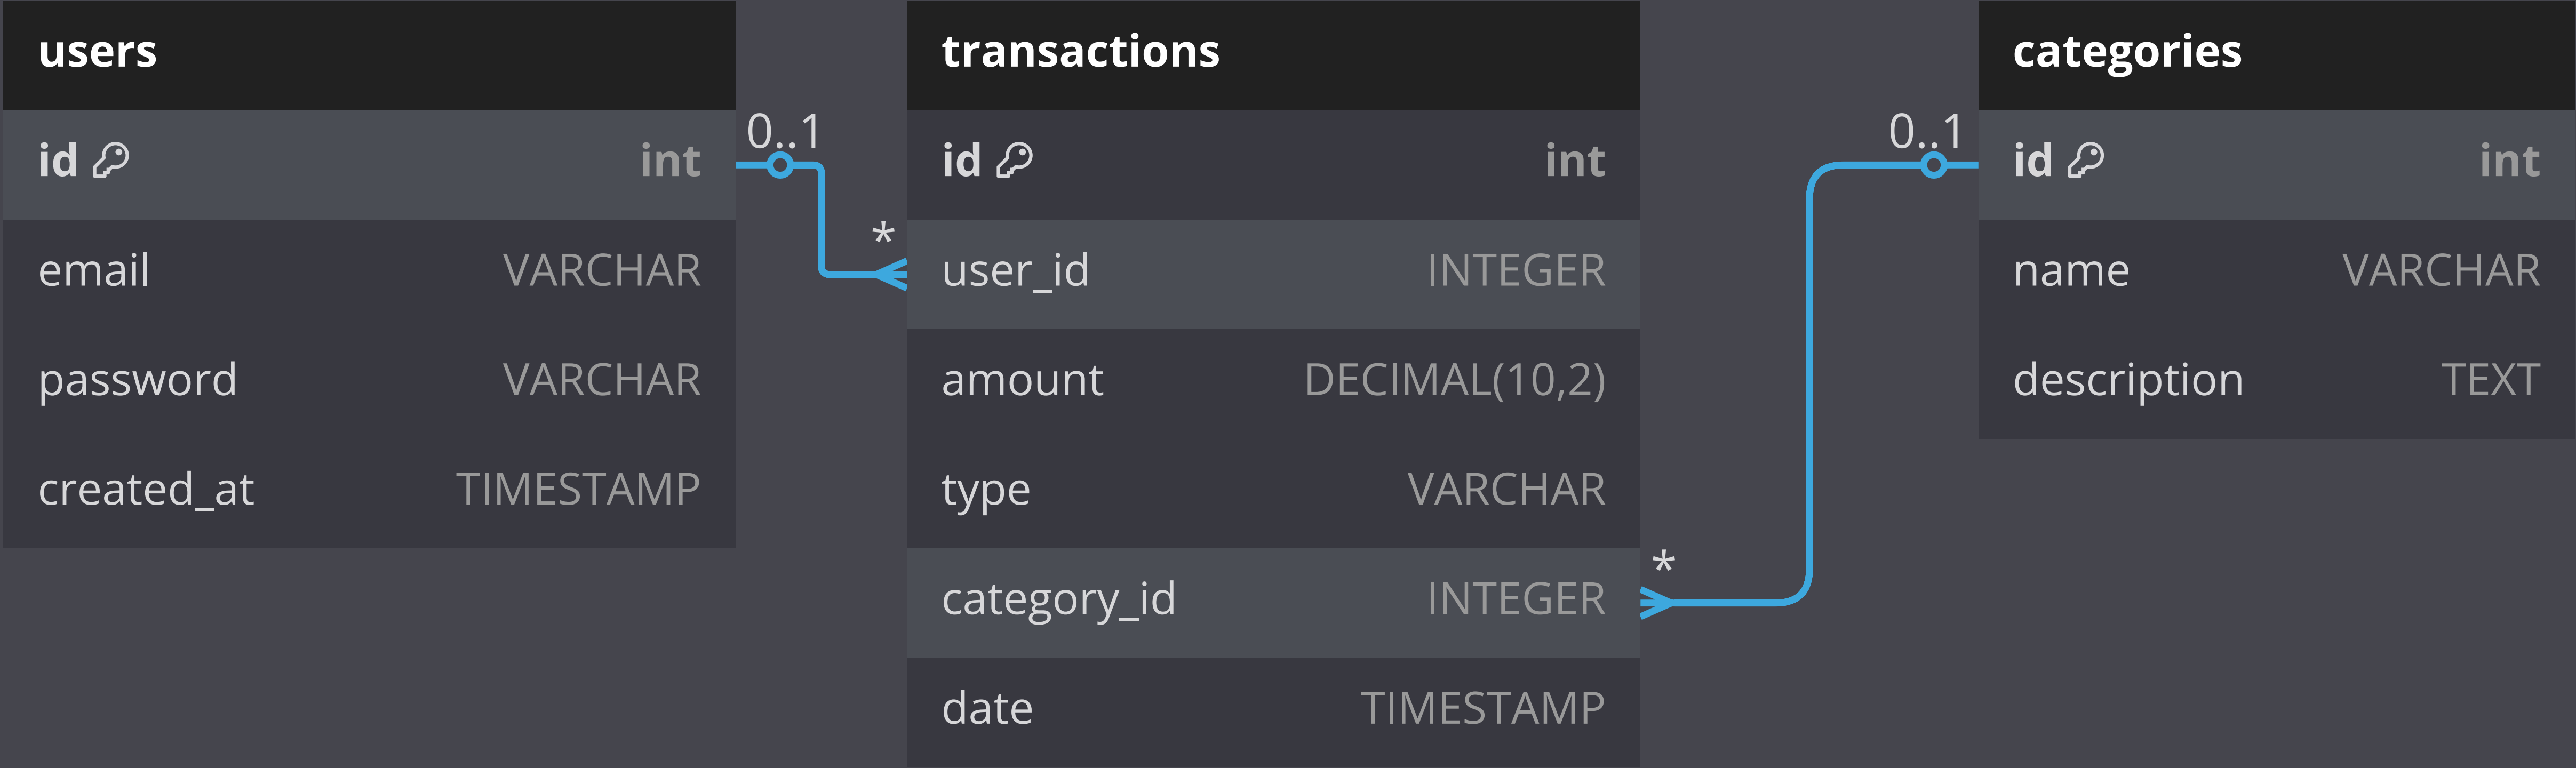 users
id int
email VARCHAR
password VARCHAR
created_at TIMESTAMP
0..1
*
transactions
id int
user_id INTEGER
amount DECIMAL(10,2)
type VARCHAR
category_id INTEGER
date TIMESTAMP
*
0..1
categories
id int
name VARCHAR
description TEXT